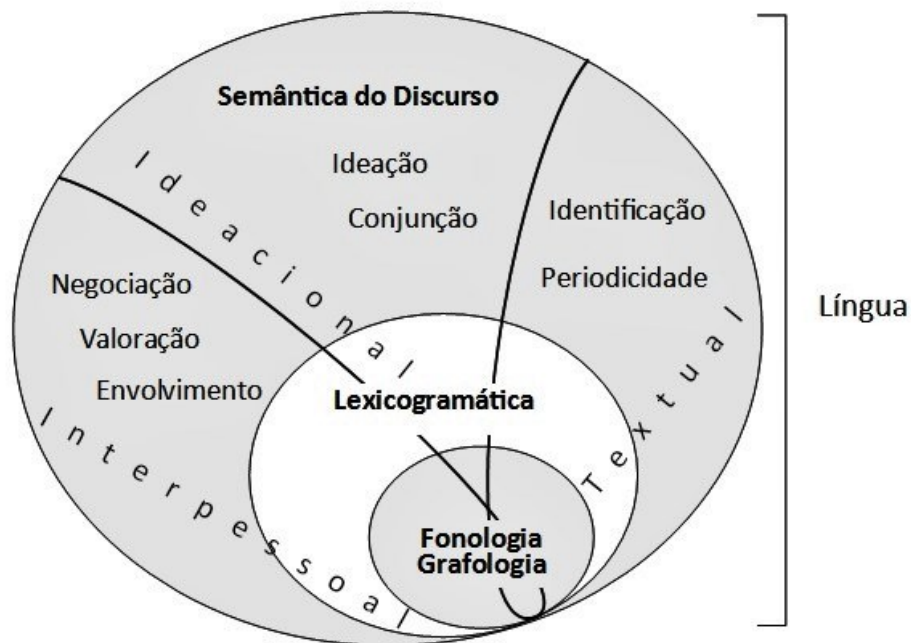 Semântica do Discurso
Ideação
Conjunção
Ideacional
Identificação
Periodicidade
Textual
Negociação
Valoração
Envolvimento
Interpessoal
Lexicogramática
Fonologia
Grafologia
Língua